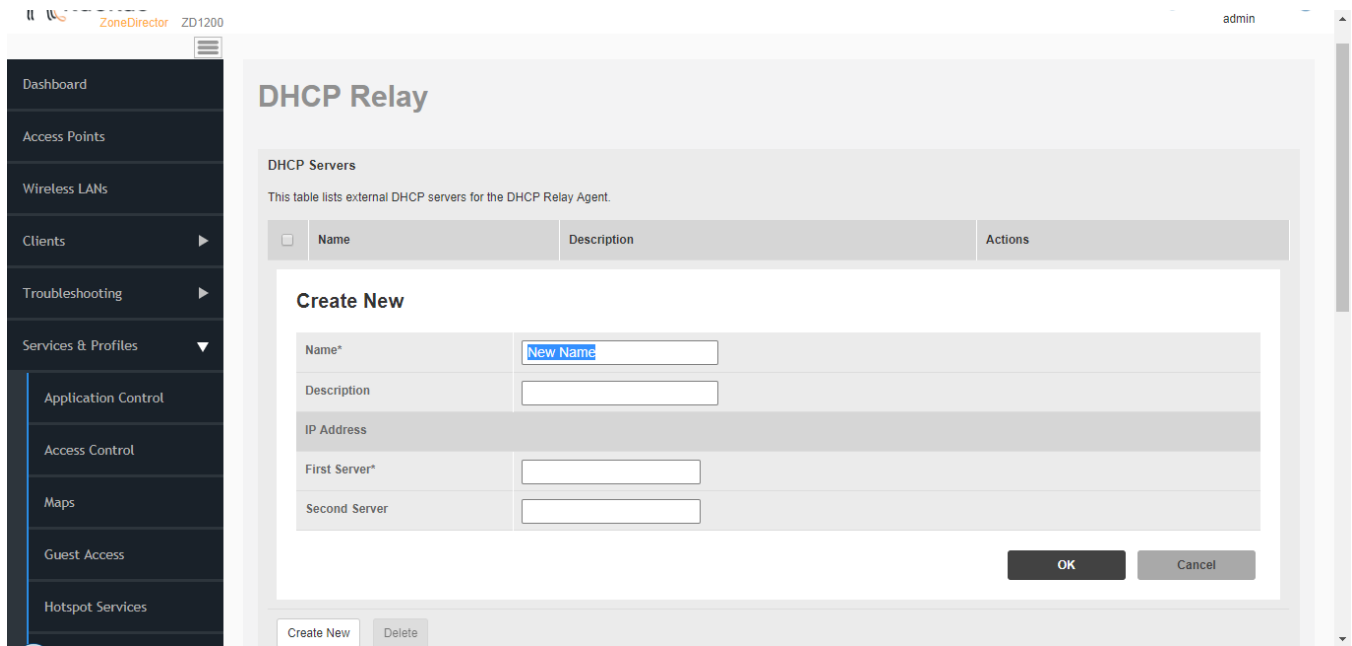 ZoneDirector ZD1200
admin
Dashboard
Access Points
Wireless LANs
Clients
Troubleshooting
Services & Profiles
Application Control
Access Control
Maps
Guest Access
Hotspot Services
DHCP Relay
DHCP Servers
This table lists external DHCP servers for the DHCP Relay Agent.
Name Description Actions
Create New
Name* New Name
Description
IP Address
First Server*
Second Server
OK Cancel
Create New Delete